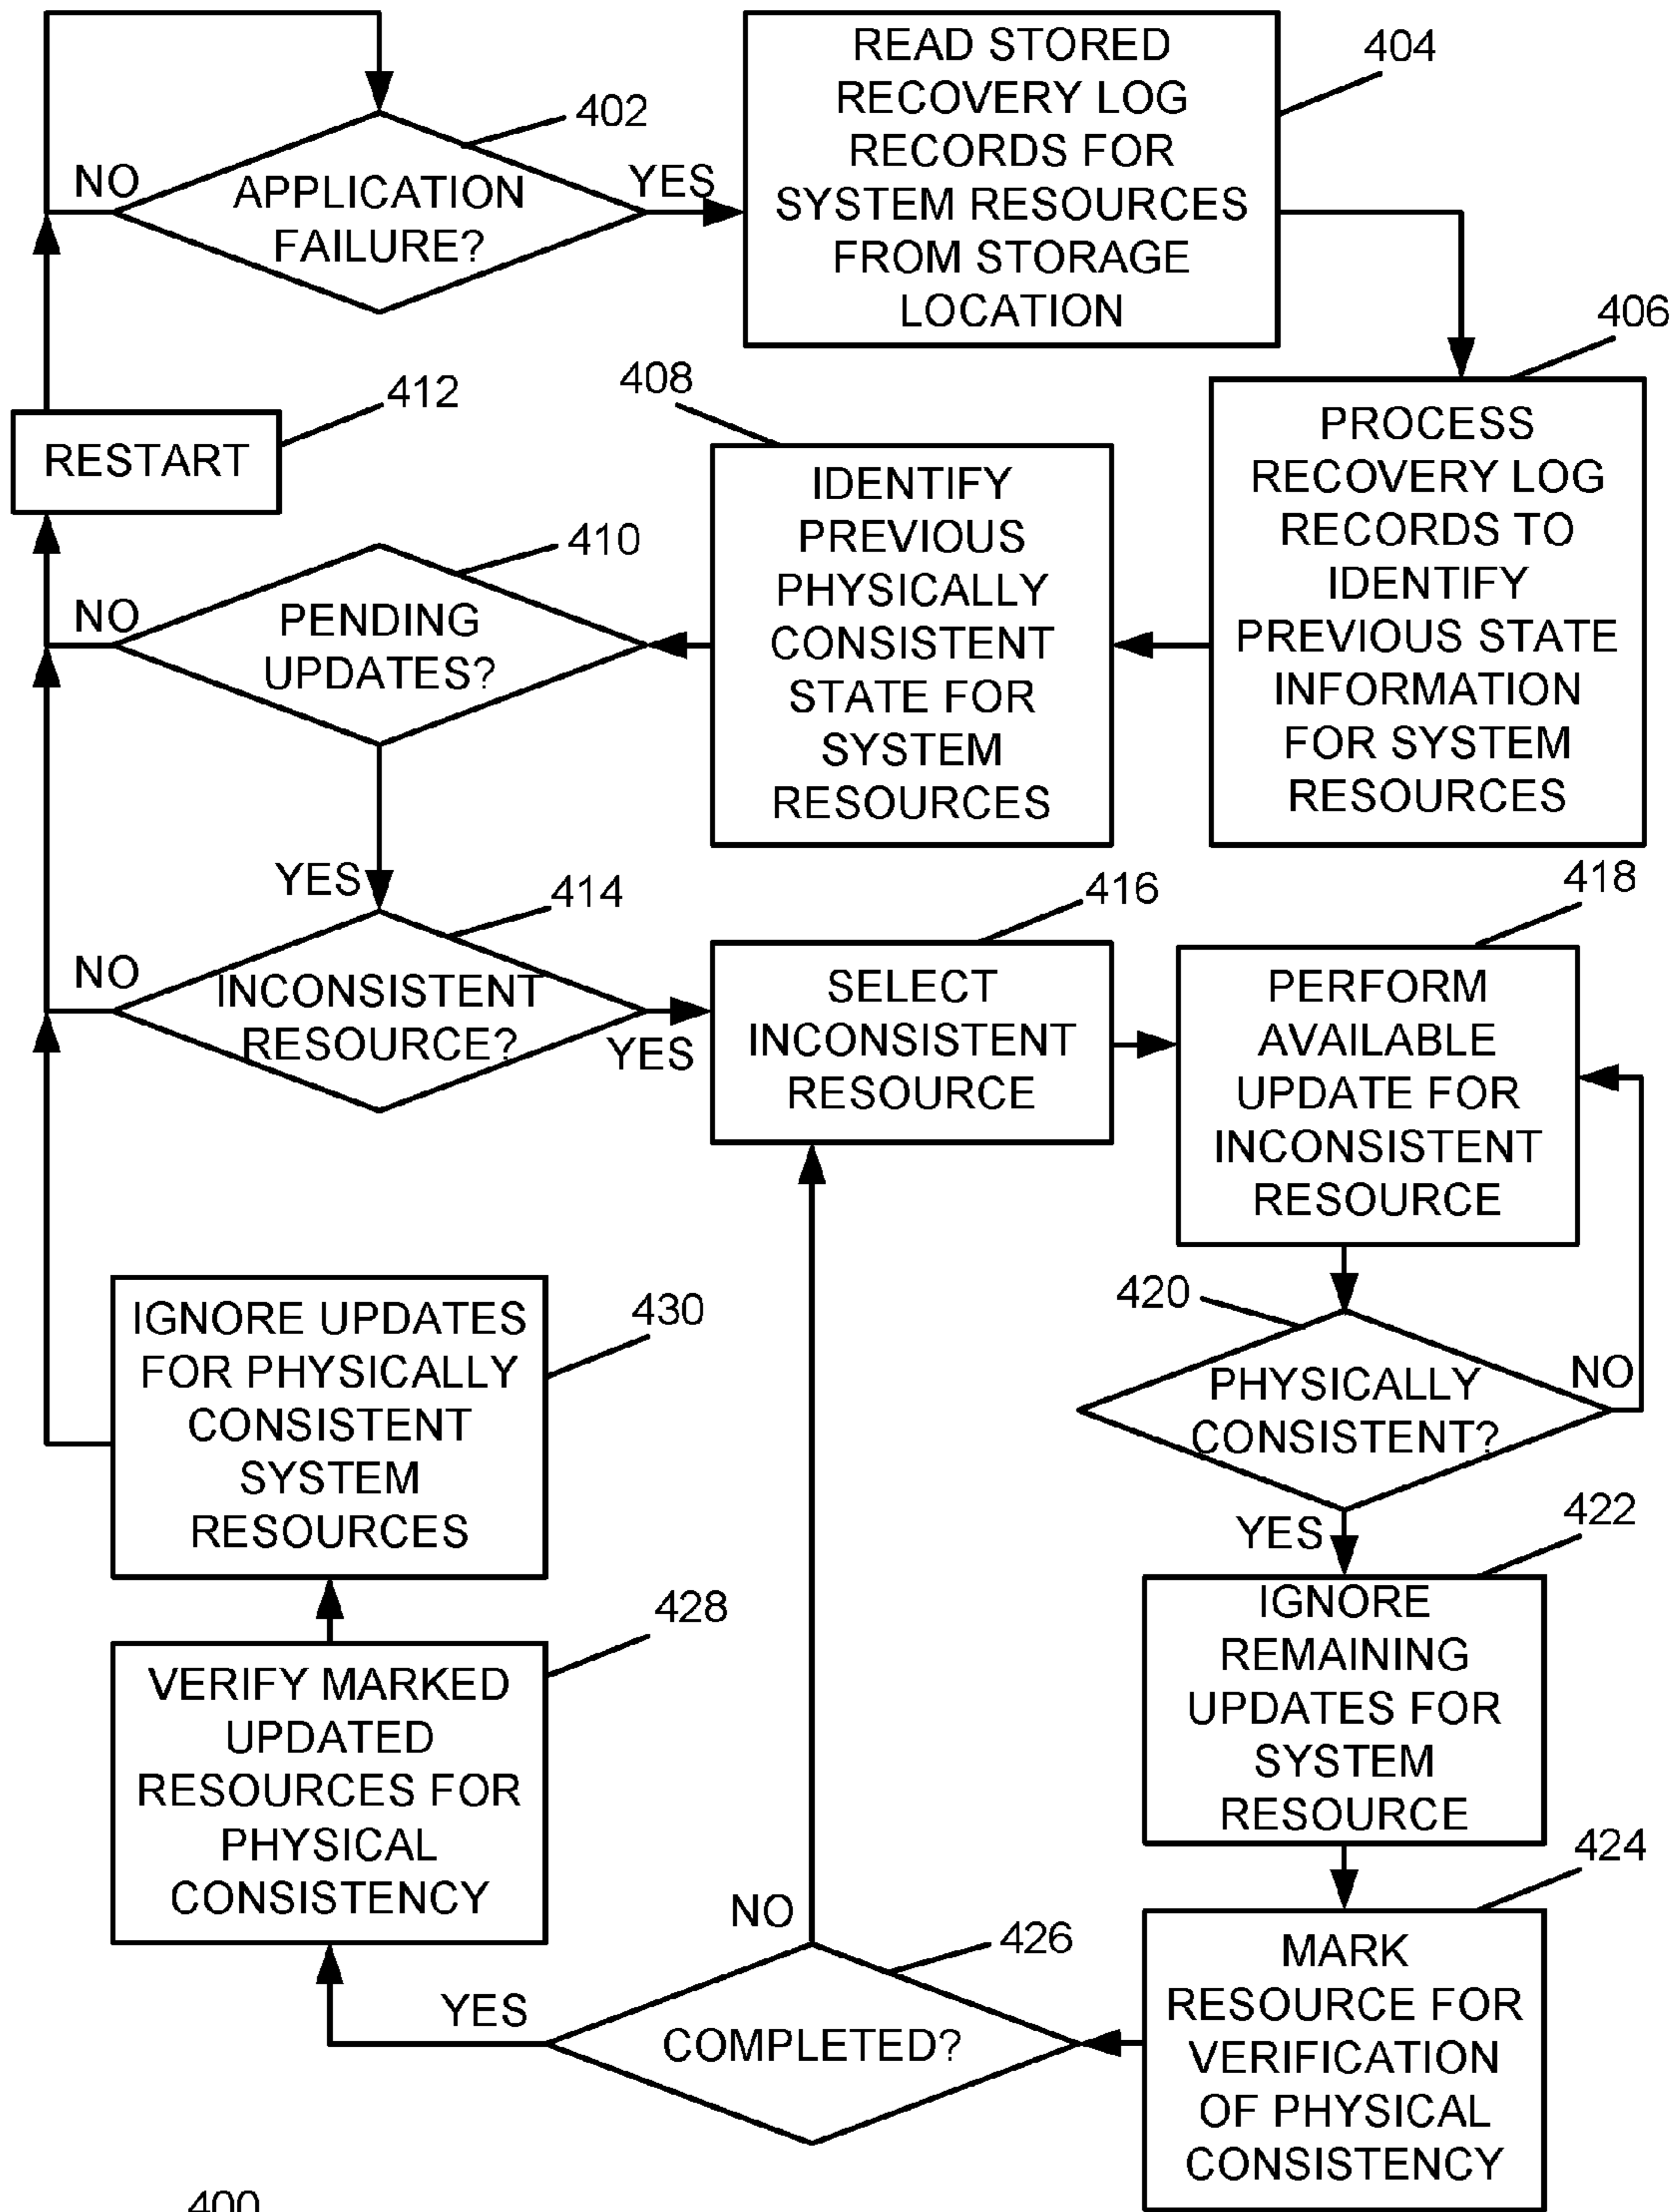 402
NO
APPLICATION
FAILURE?
YES
READ STORED
RECOVERY LOG
RECORDS FOR
SYSTEM RESOURCES
FROM STORAGE
LOCATION
404
406
PROCESS
RECOVERY LOG
RECORDS TO
IDENTIFY
PREVIOUS STATE
INFORMATION
FOR SYSTEM
RESOURCES
408
IDENTIFY
PREVIOUS
PHYSICALLY
CONSISTENT
STATE FOR
SYSTEM
RESOURCES
412
RESTART
410
NO
PENDING
UPDATES?
YES
414
NO
INCONSISTENT
RESOURCE?
YES
416
SELECT
INCONSISTENT
RESOURCE
418
PERFORM
AVAILABLE
UPDATE FOR
INCONSISTENT
RESOURCE
420
PHYSICALLY
CONSISTENT?
NO
YES
422
IGNORE
REMAINING
UPDATES FOR
SYSTEM
RESOURCE
424
MARK
RESOURCE FOR
VERIFICATION
OF PHYSICAL
CONSISTENCY
426
COMPLETED?
NO
YES
428
VERIFY MARKED
UPDATED
RESOURCES FOR
PHYSICAL
CONSISTENCY
430
IGNORE UPDATES
FOR PHYSICALLY
CONSISTENT
SYSTEM
RESOURCES
400